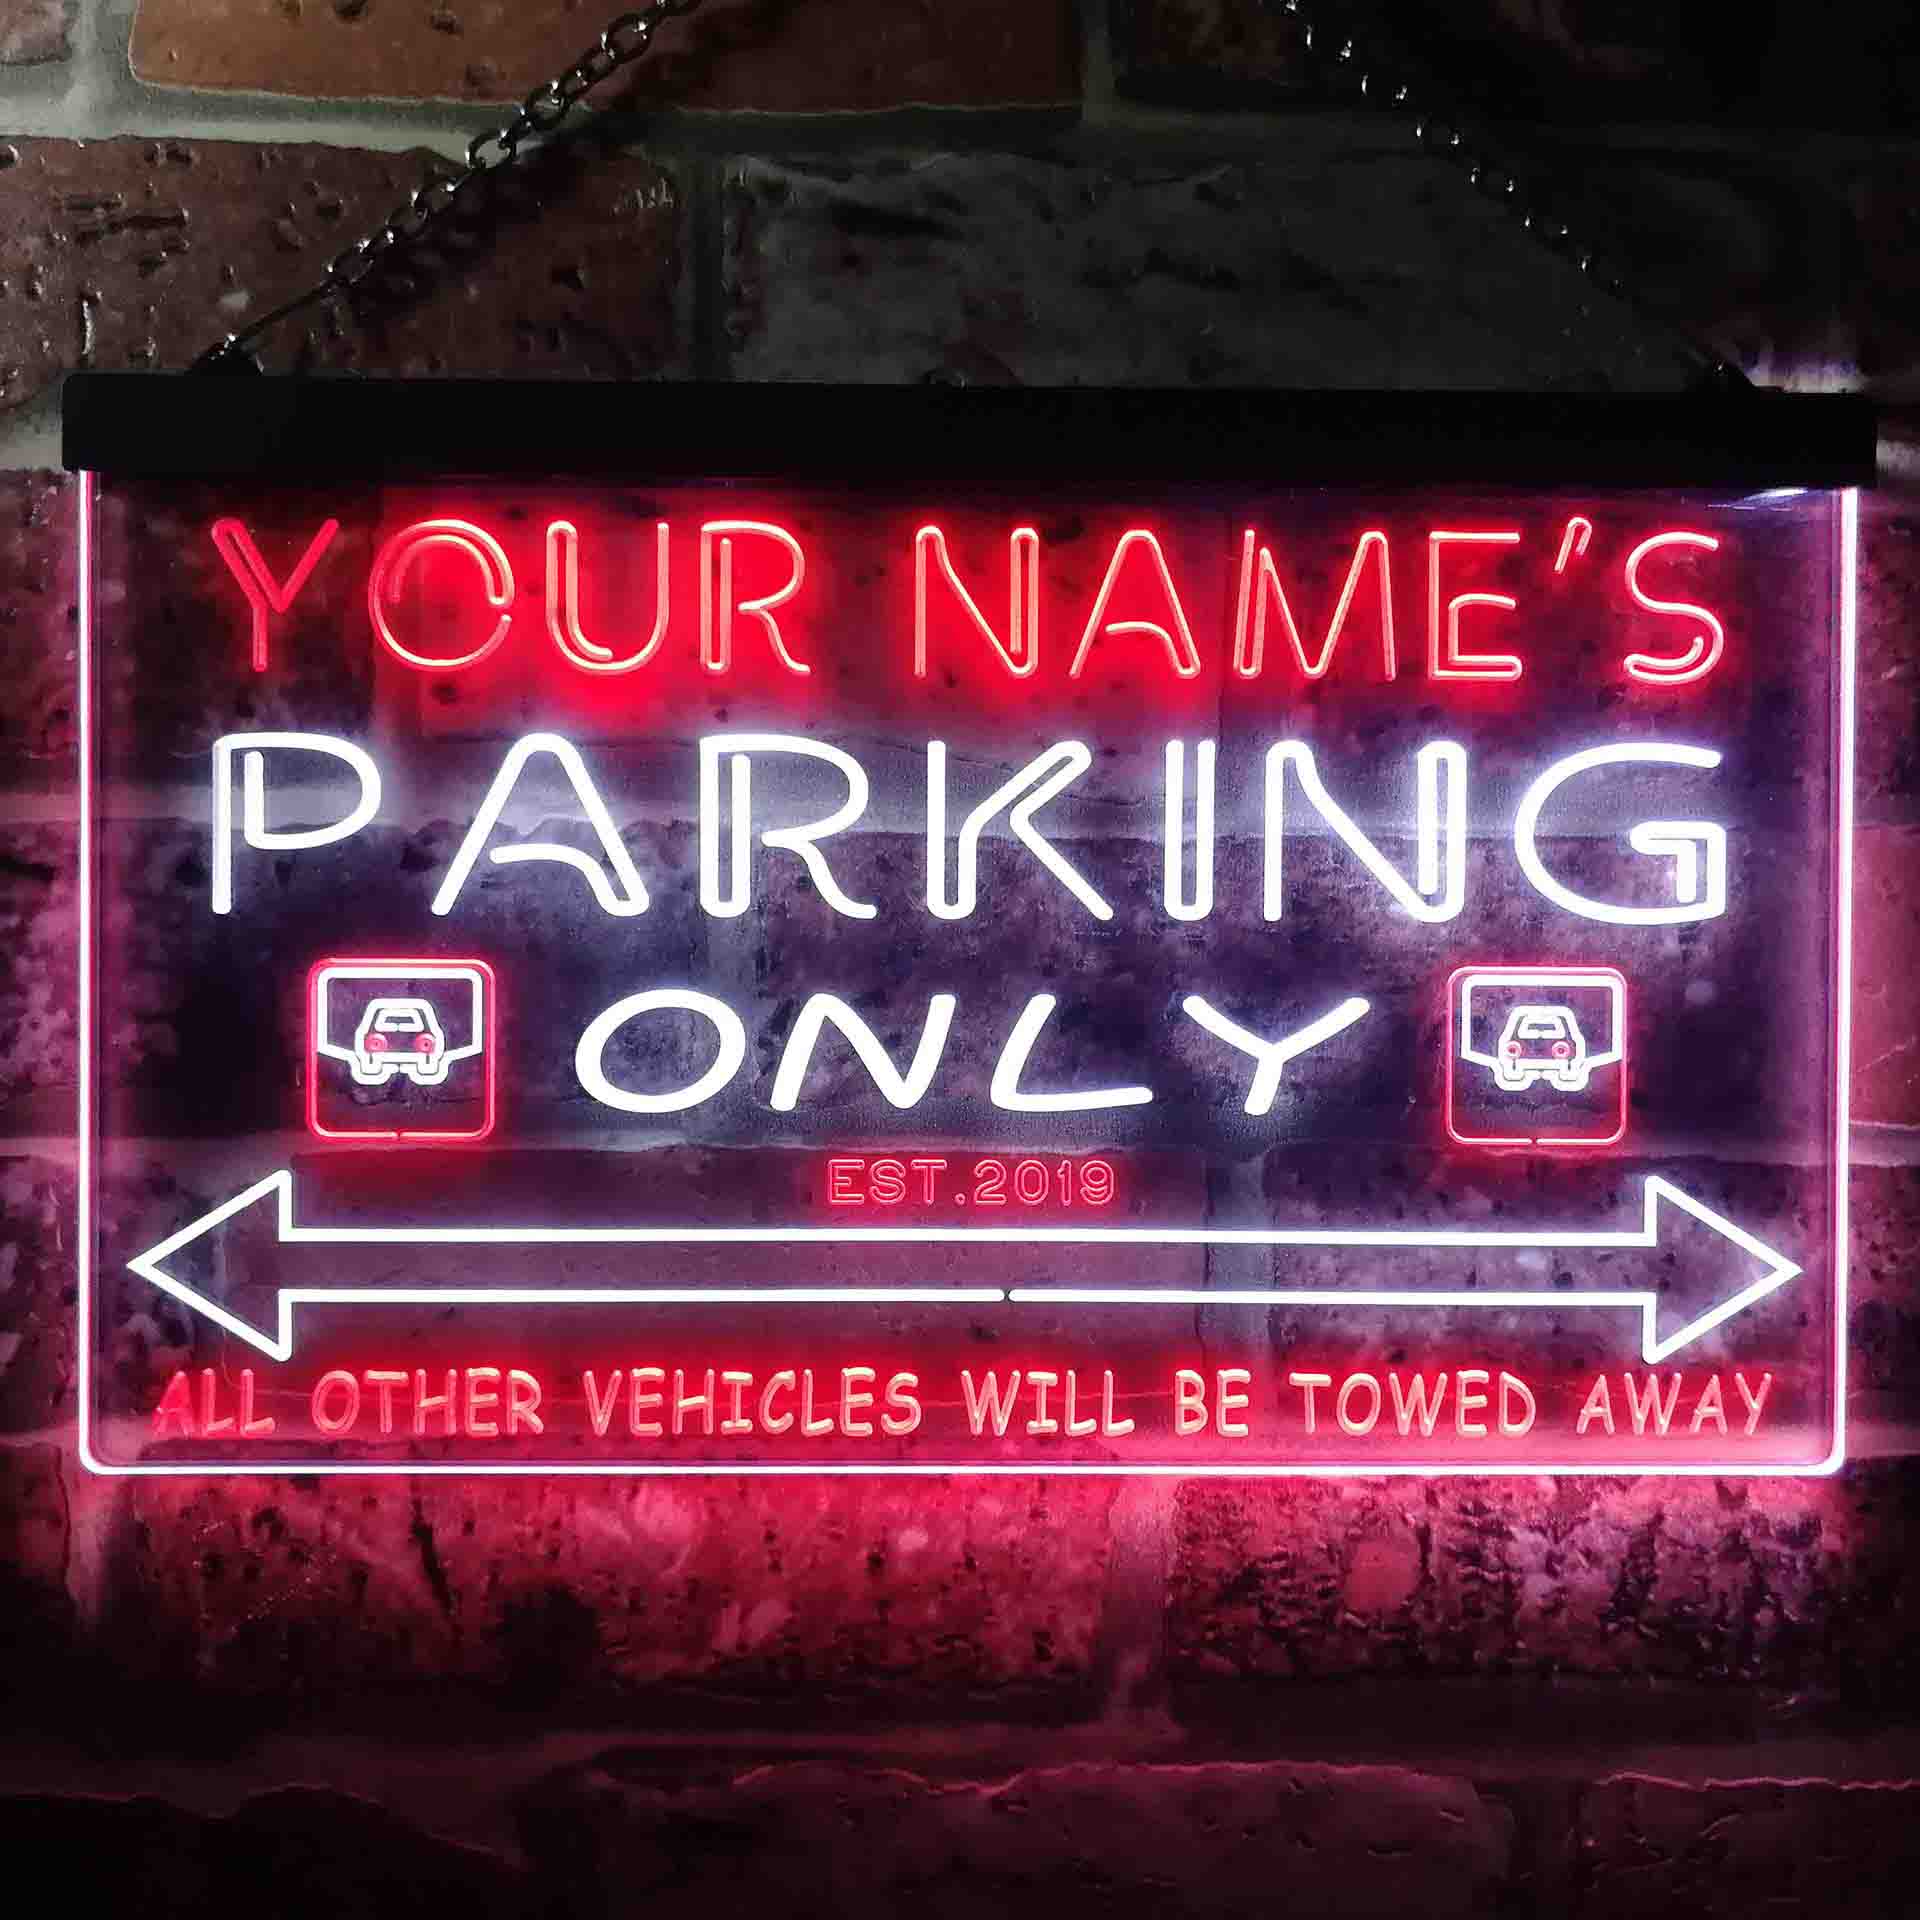 YOUR NAME'S
PARKING
ONLY
EST.2019
ALL OTHER VEHICLES WILL BE TOWED AWAY